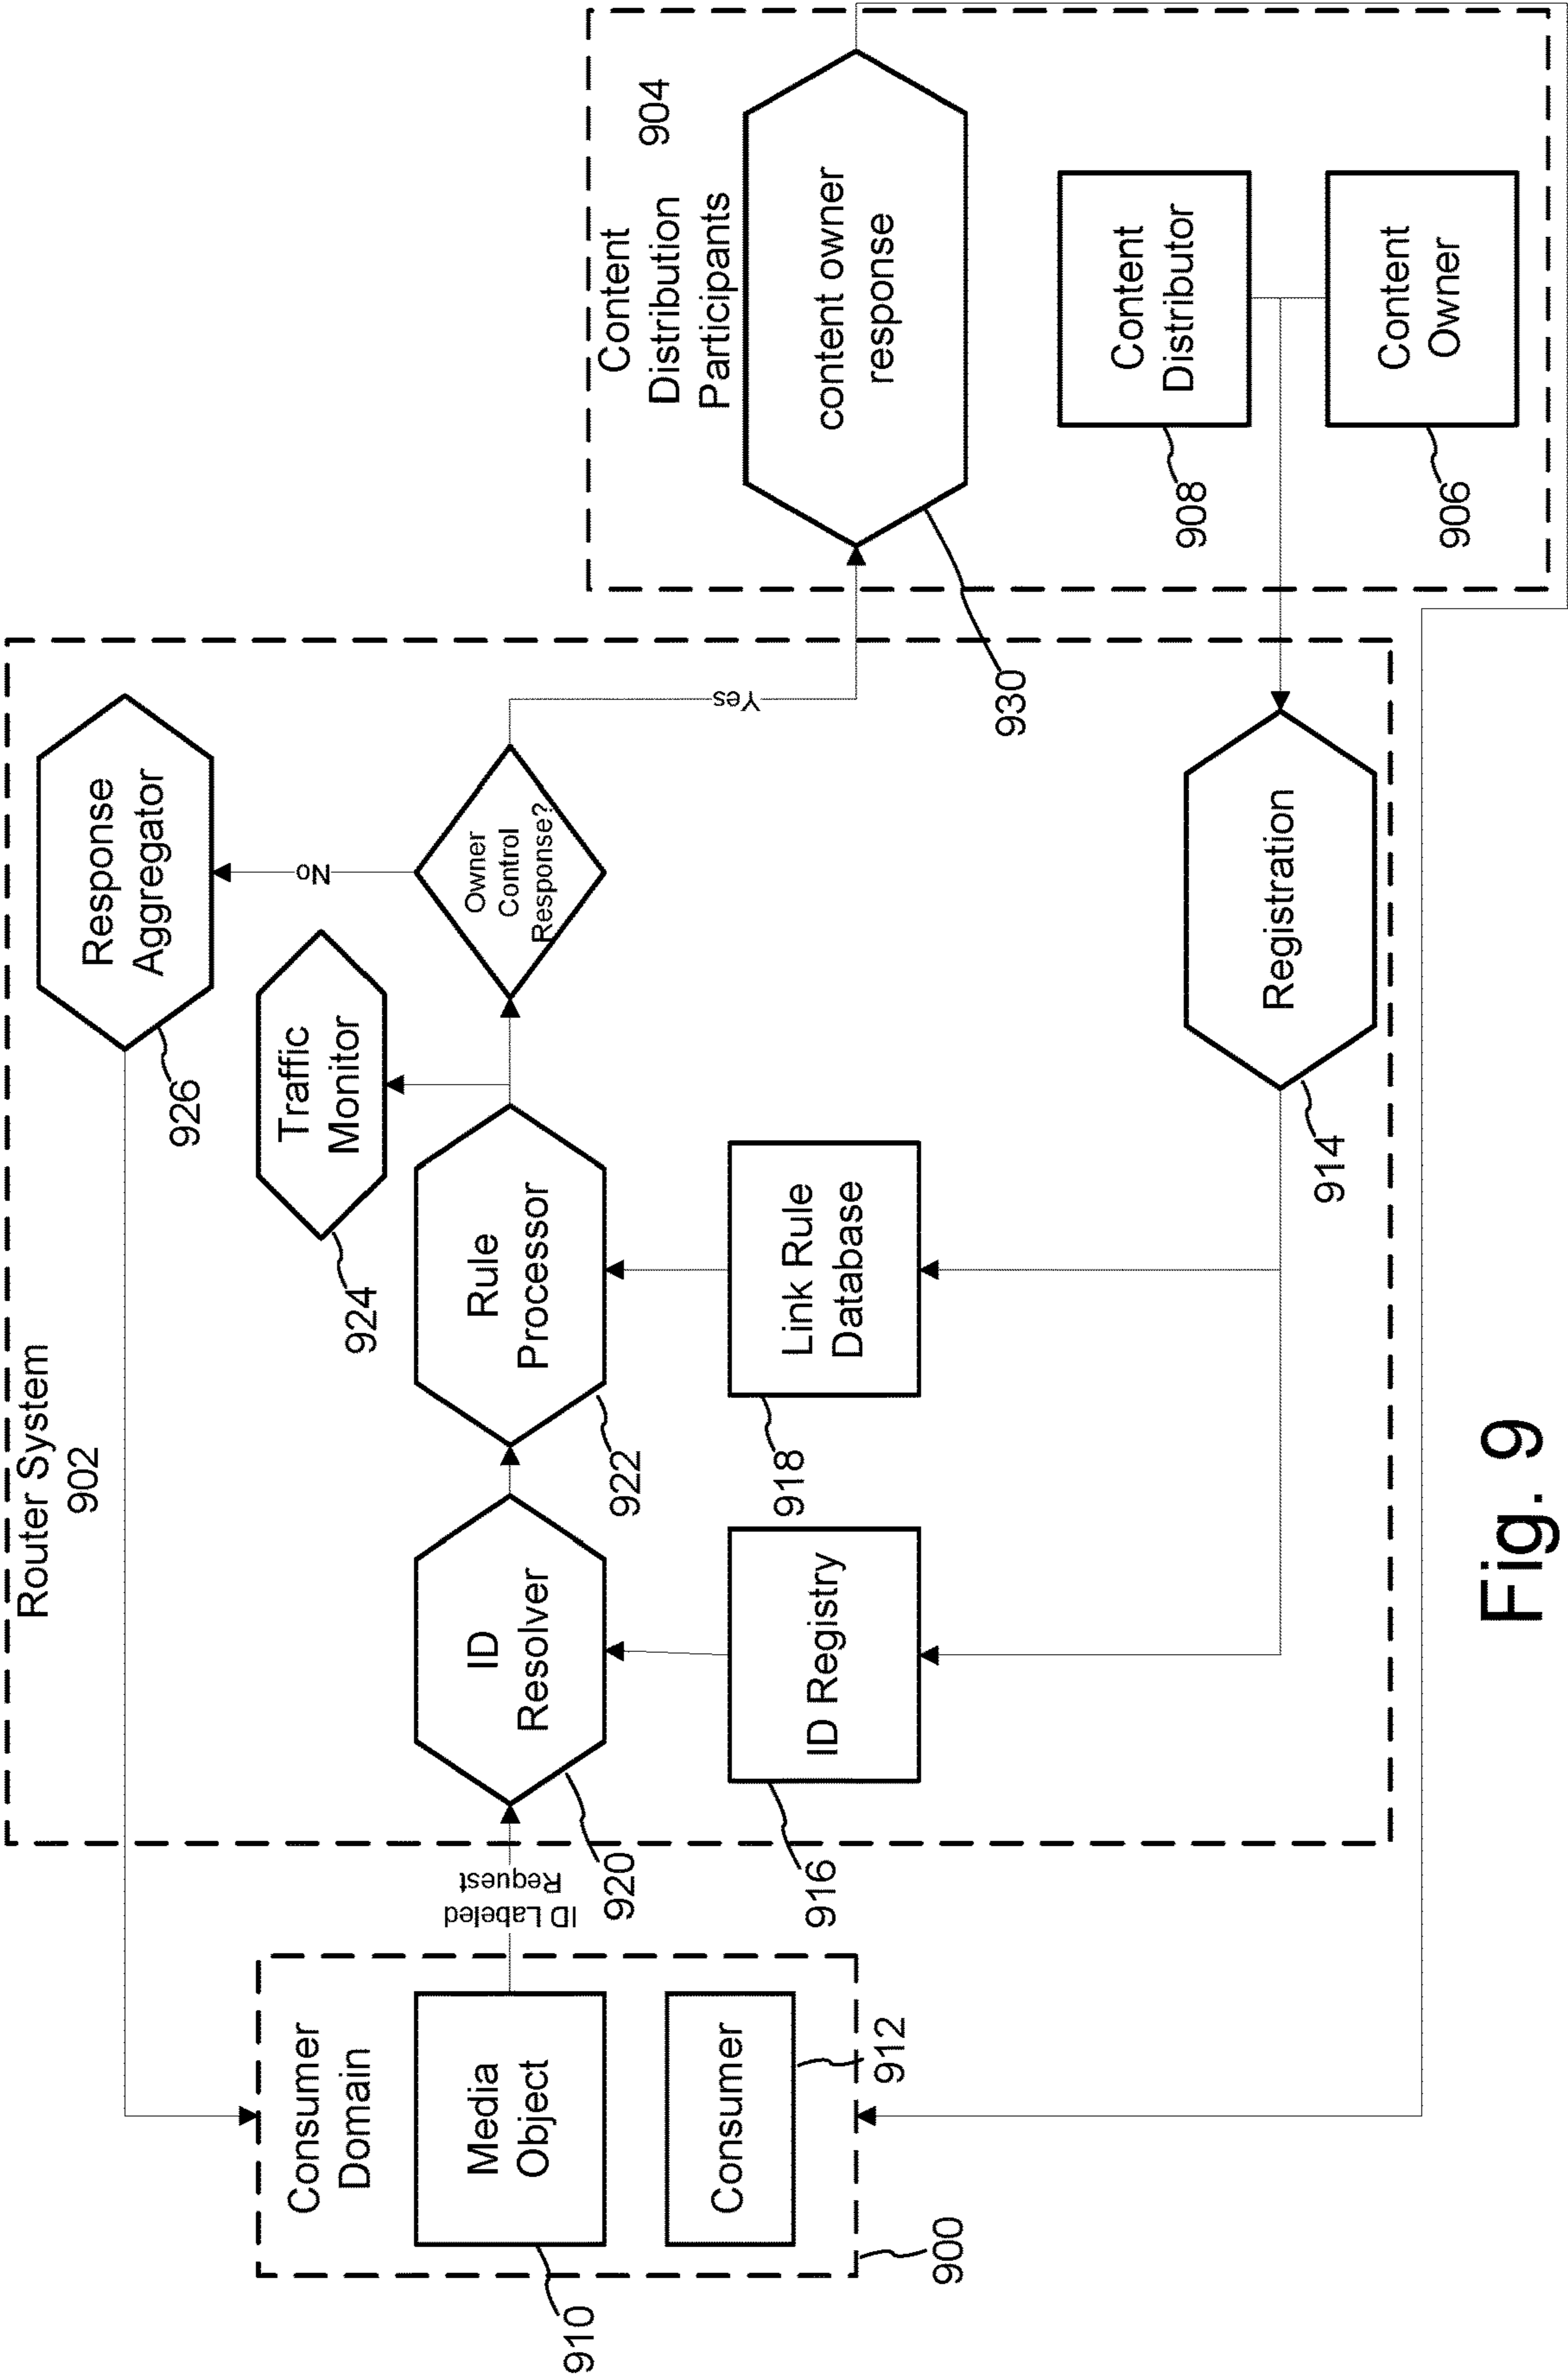 Router System
902
Response
Aggregator
926
Traffic
Monitor
924
Consumer
Domain
Media
Object
910
Consumer
912
900
ID Labeled
Request
ID
Resolver
920
Rule
Processor
922
Owner
Control
Response?
No
Yes
ID Registry
916
Link Rule
Database
918
Registration
914
Content
Distribution
Participants
904
content owner
response
930
Content
Distributor
908
Content
Owner
906
Fig. 9